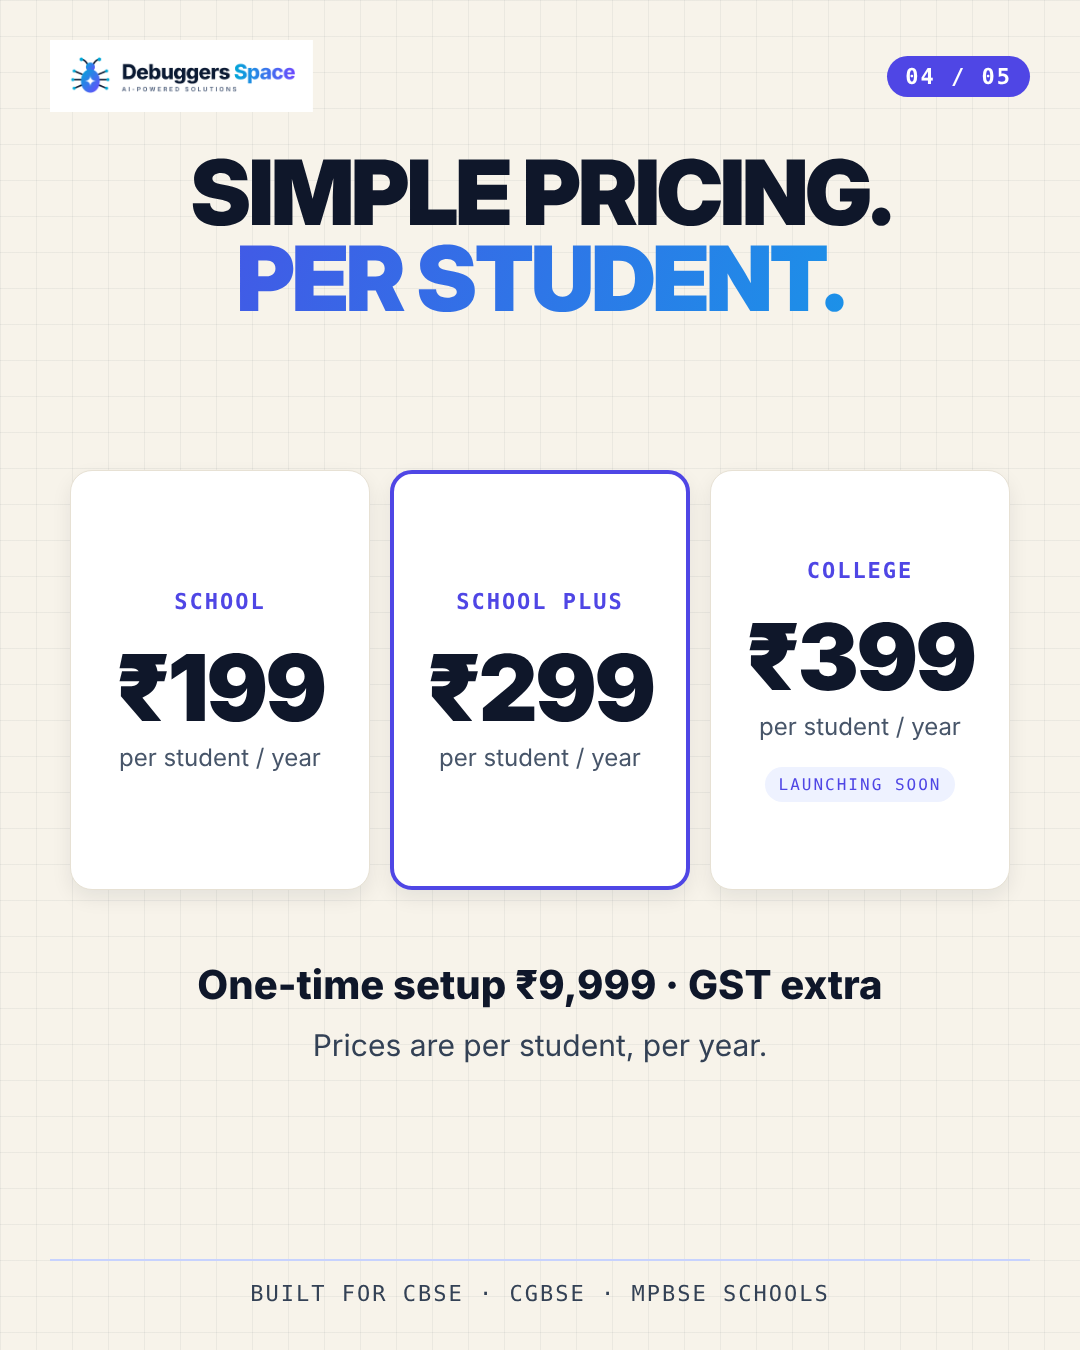 Debuggers Space
AI-POWERED SOLUTIONS
04 / 05
SIMPLE PRICING.
PER STUDENT.
SCHOOL
₹199
per student / year
SCHOOL PLUS
₹299
per student / year
COLLEGE
₹399
per student / year
LAUNCHING SOON
One-time setup ₹9,999 · GST extra
Prices are per student, per year.
BUILT FOR CBSE · CGBSE · MPBSE SCHOOLS